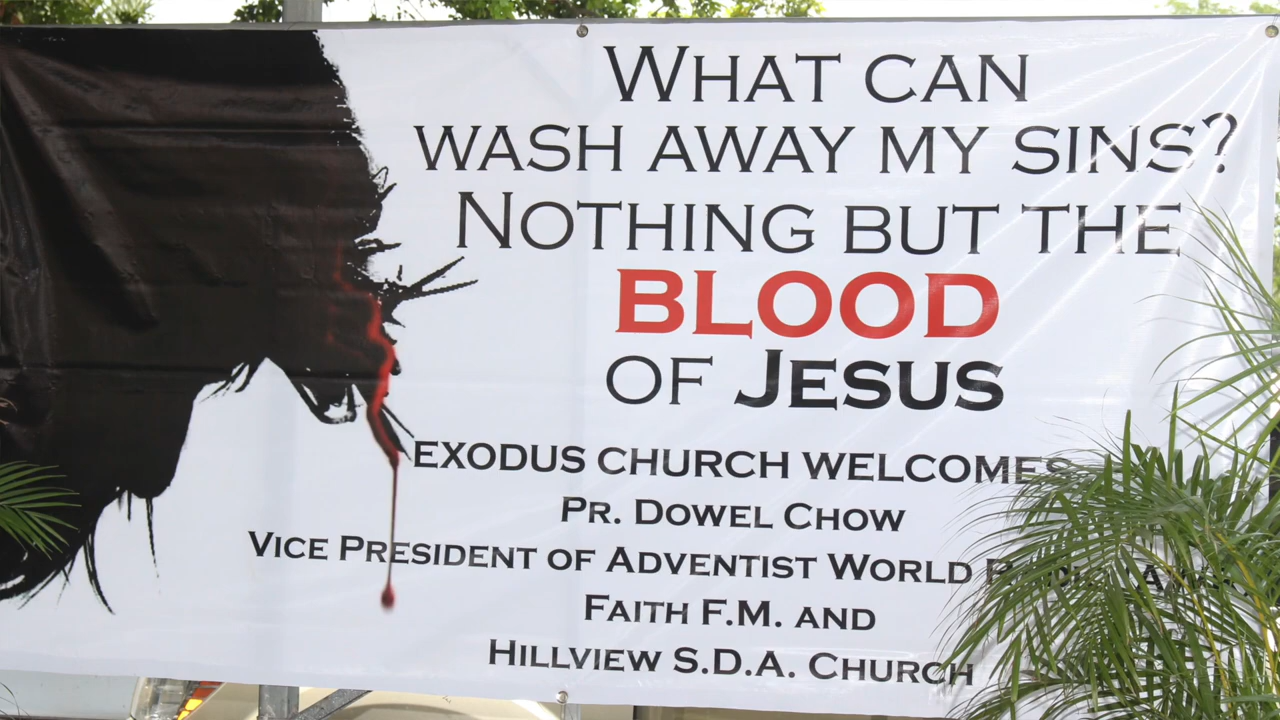 WHAT CAN
WASH AWAY MY SINS?
NOTHING BUT THE
BLOOD
OF JESUS
EXODUS CHURCH WELCOMES
PR. DOWEL CHOW
VICE PRESIDENT OF ADVENTIST WORLD
FAITH F.M. AND
HILLVIEW S.D.A. CHURCH